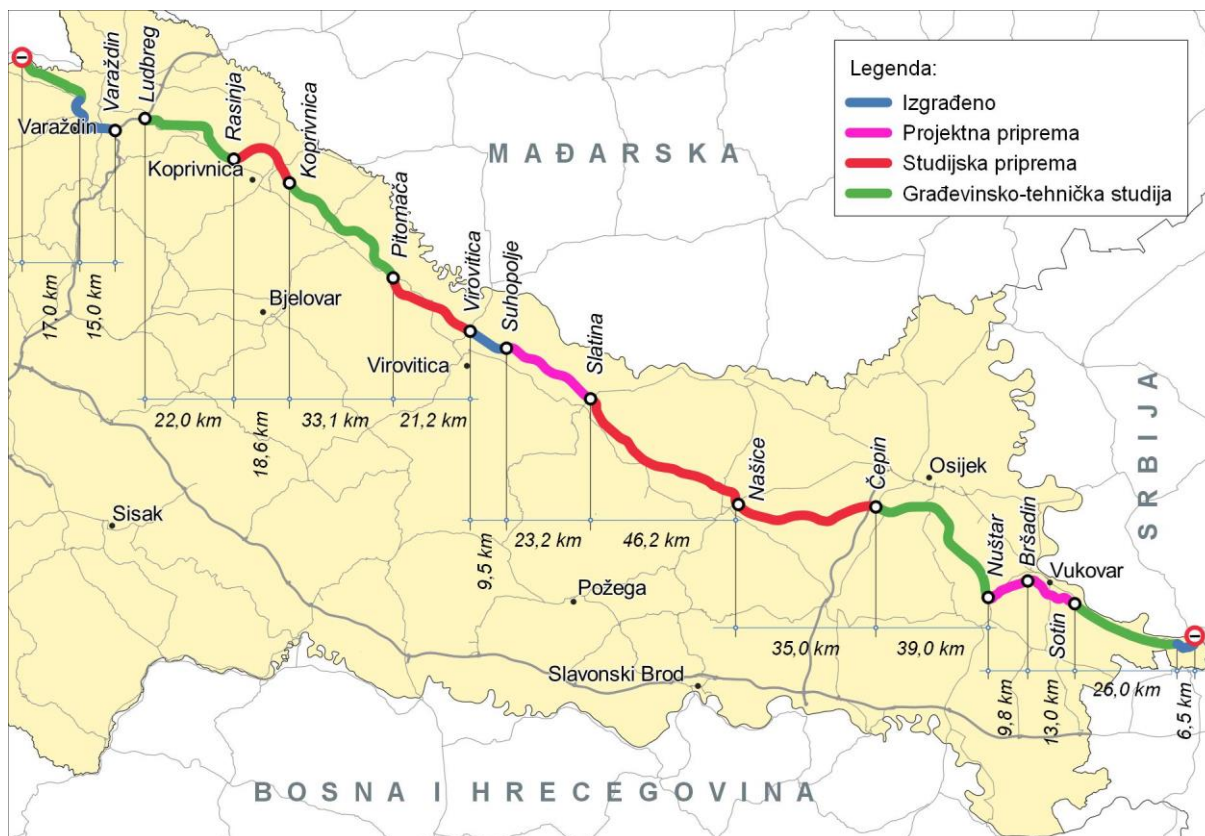 Legenda:
Izgrađeno
Projektna priprema
Studijska priprema
Građevinsko-tehnička studija
MAĐARSKA
SRBIJA
BOSNA I HRECEGOVINA
Varaždin
Varaždin
Ludbreg
Rasinja
Koprivnica
Koprivnica
Pitomača
Bjelovar
Virovitica
Virovitica
Suhopolje
Slatina
Našice
Čepin
Osijek
Nuštar
Bršadin
Vukovar
Sotin
Sisak
Požega
Slavonski Brod
17,0 km
15,0 km
22,0 km
18,6 km
33,1 km
21,2 km
9,5 km
23,2 km
46,2 km
35,0 km
39,0 km
9,8 km
13,0 km
26,0 km
6,5 km